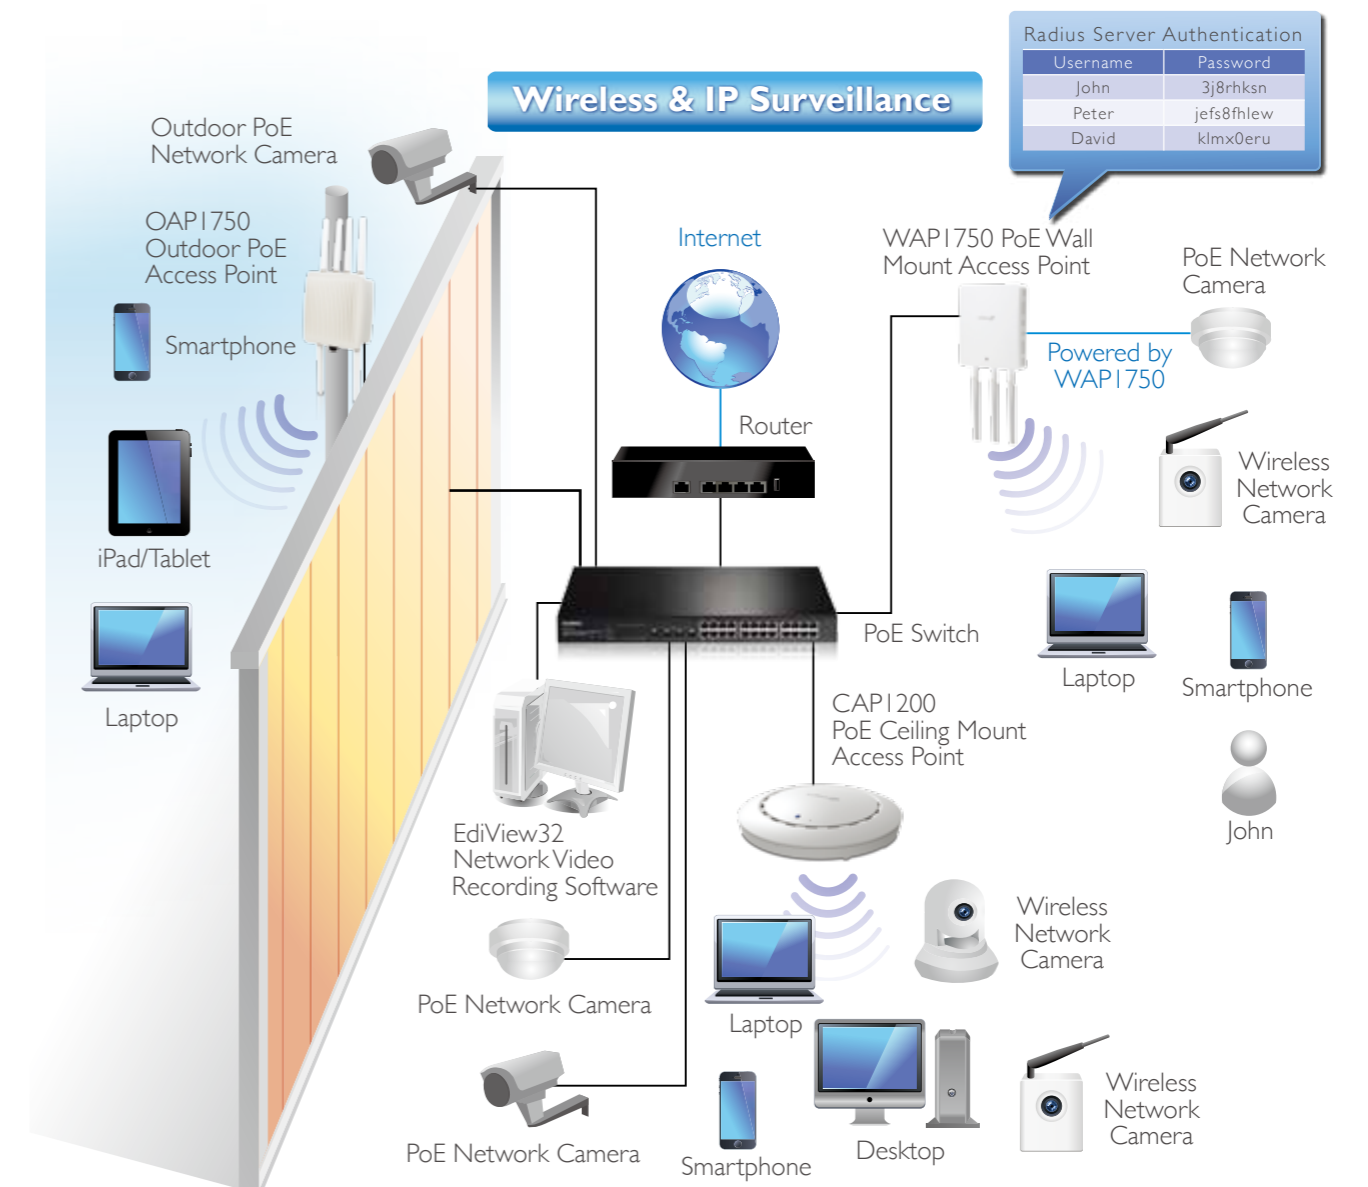 Radius Server Authentication
Username Password
John 3j8rhksn
Peter jefs8fhlew
David klmx0eru
Wireless & IP Surveillance
Outdoor PoE
Network Camera
OAP1750
Outdoor PoE
Access Point
Smartphone
iPad/Tablet
Laptop
Internet
Router
WAP1750 PoE Wall
Mount Access Point
PoE Network
Camera
Powered by
WAP1750
Wireless
Network
Camera
PoE Switch
Laptop
Smartphone
John
CAP1200
PoE Ceiling Mount
Access Point
EdiView32
Network Video
Recording Software
PoE Network Camera
PoE Network Camera
Laptop
Wireless
Network
Camera
Smartphone
Desktop
Wireless
Network
Camera